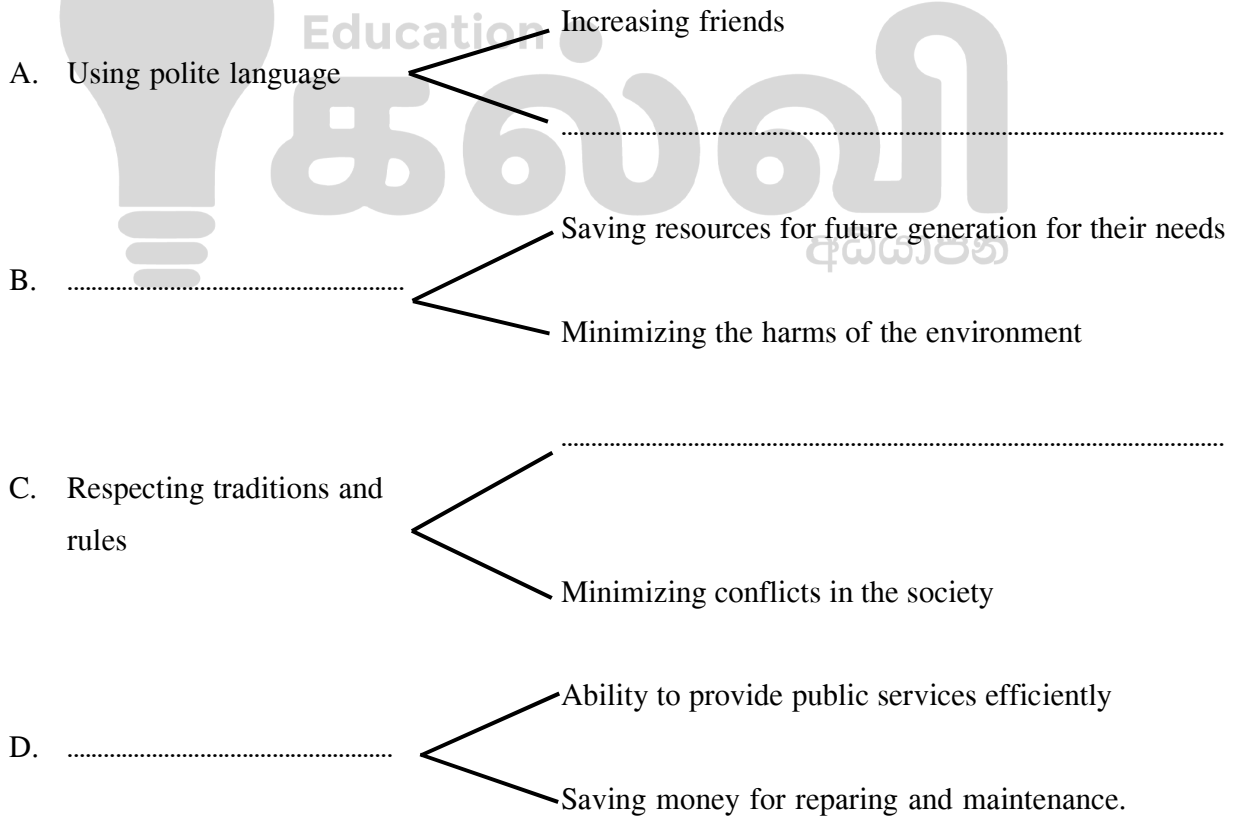 Education
கல்வி
අධ්‍යාපන
Increasing friends
A. Using polite language
................................................................................................................
Saving resources for future generation for their needs
B. ........................................................
Minimizing the harms of the environment
................................................................................................................
C. Respecting traditions and
rules
Minimizing conflicts in the society
Ability to provide public services efficiently
D. ......................................................
Saving money for reparing and maintenance.